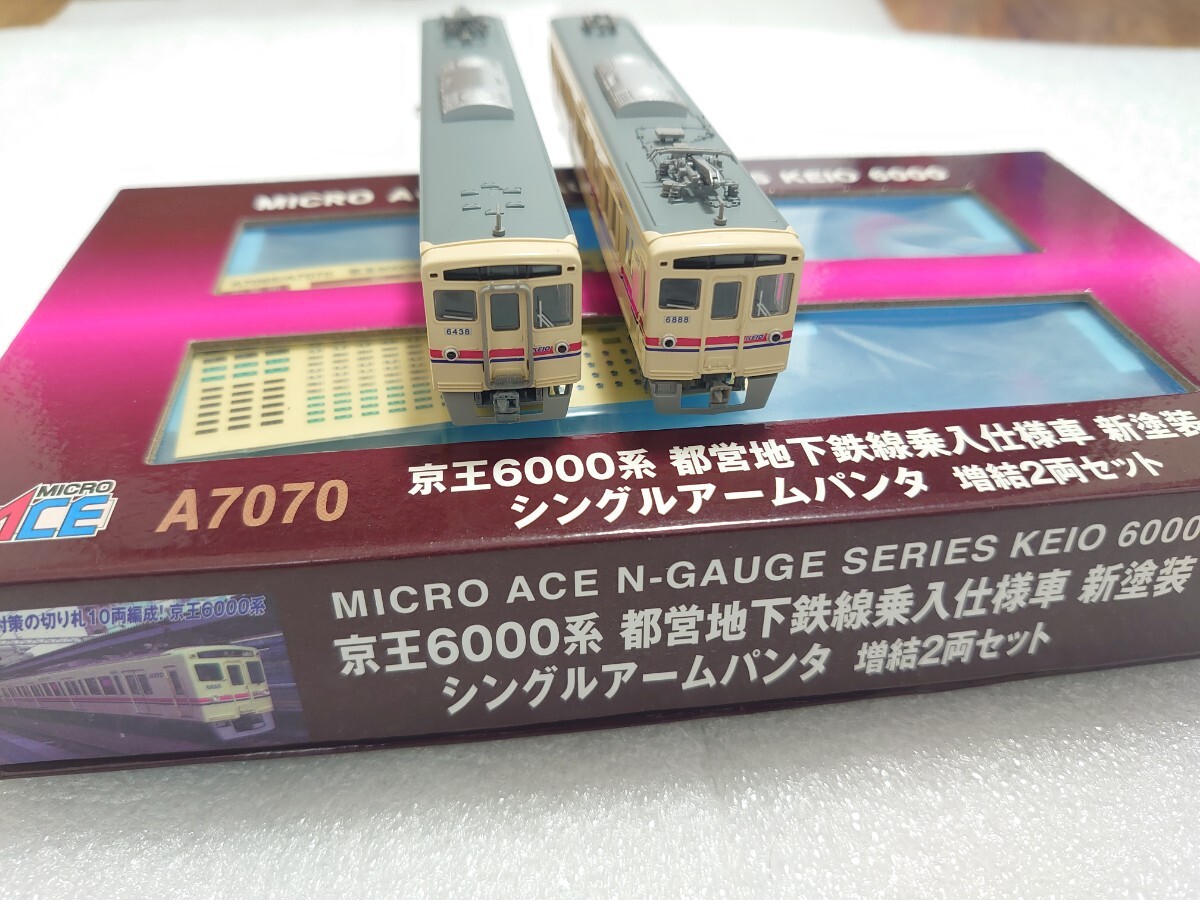 MICRO A
S KEIO 6000
A7070
6438
KEIO
6888
KEIO
MICRO
ACE
A7070
京王6000系 都営地下鉄線乗入仕様車 新塗装
シングルアームパンタ 増結2両セット
対策の切り札10両編成!京王6000系
MICRO ACE N-GAUGE SERIES KEIO 6000
京王6000系 都営地下鉄線乗入仕様車 新塗装
シングルアームパンタ 増結2両セット